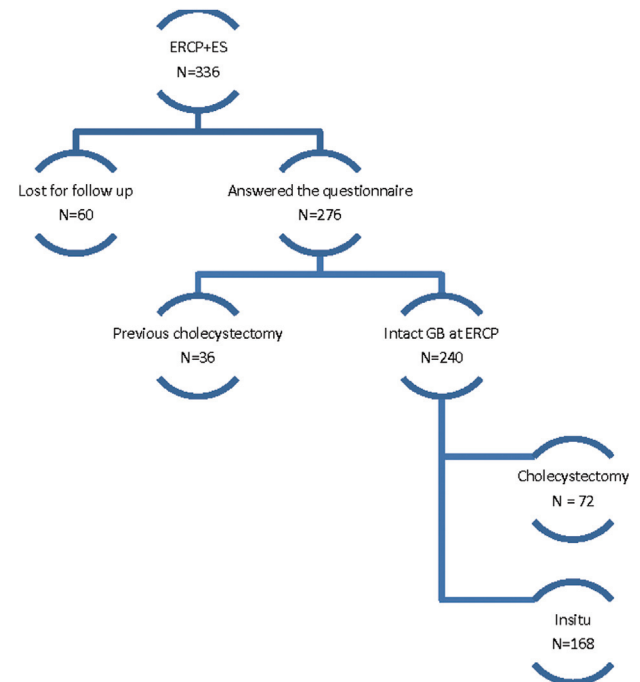 ERCP+ES
N=336
Lost for follow up
N=60
Answered the questionnaire
N=276
Previous cholecystectomy
N=36
Intact GB at ERCP
N=240
Cholecystectomy
N = 72
Insitu
N=168